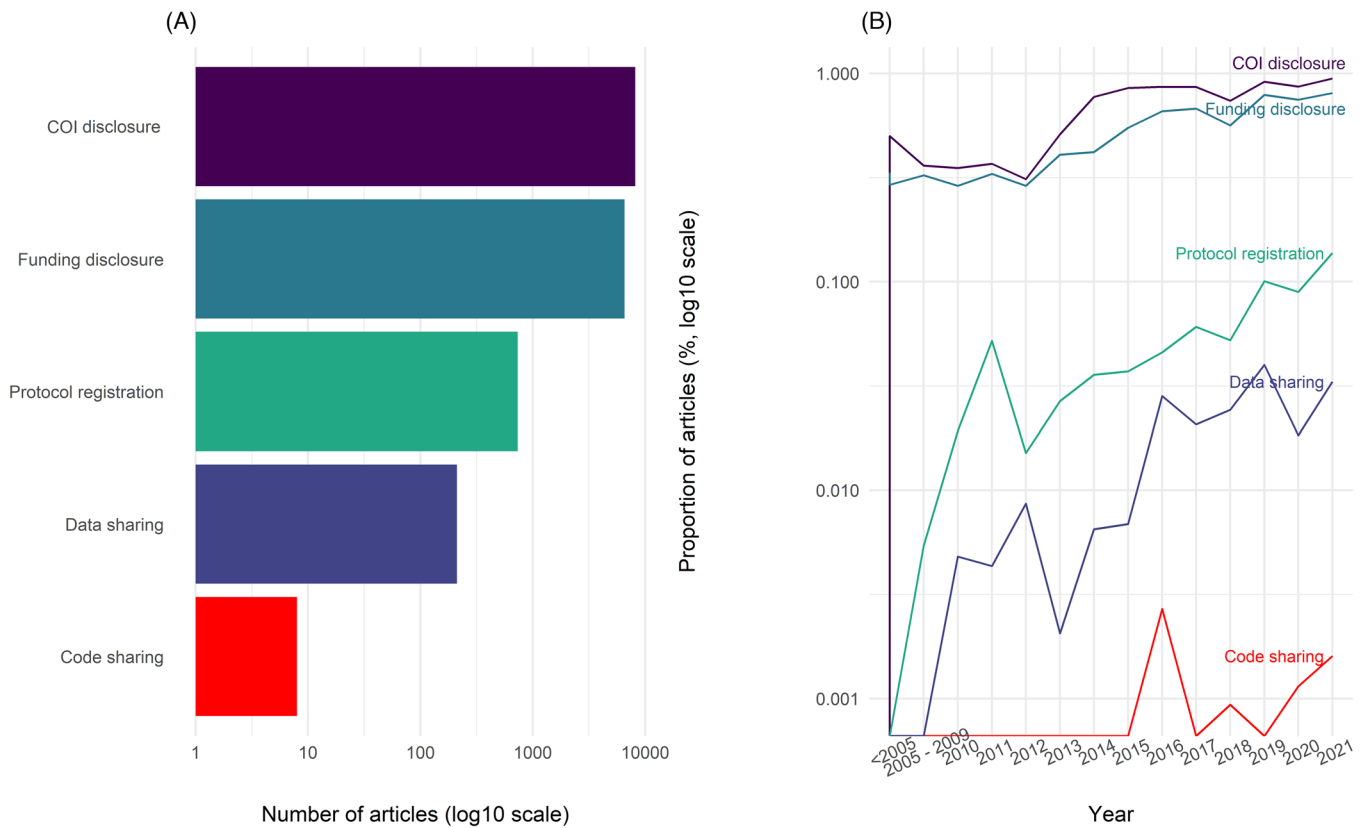 (A)
COI disclosure
Funding disclosure
Protocol registration
Data sharing
Code sharing
1
10
100
1000
10000
Number of articles (log10 scale)
(B)
Proportion of articles (%, log10 scale)
1.000
0.100
0.010
0.001
COI disclosure
Funding disclosure
Protocol registration
Data sharing
Code sharing
<2005
2005 - 2009
2010
2011
2012
2013
2014
2015
2016
2017
2018
2019
2020
2021
Year